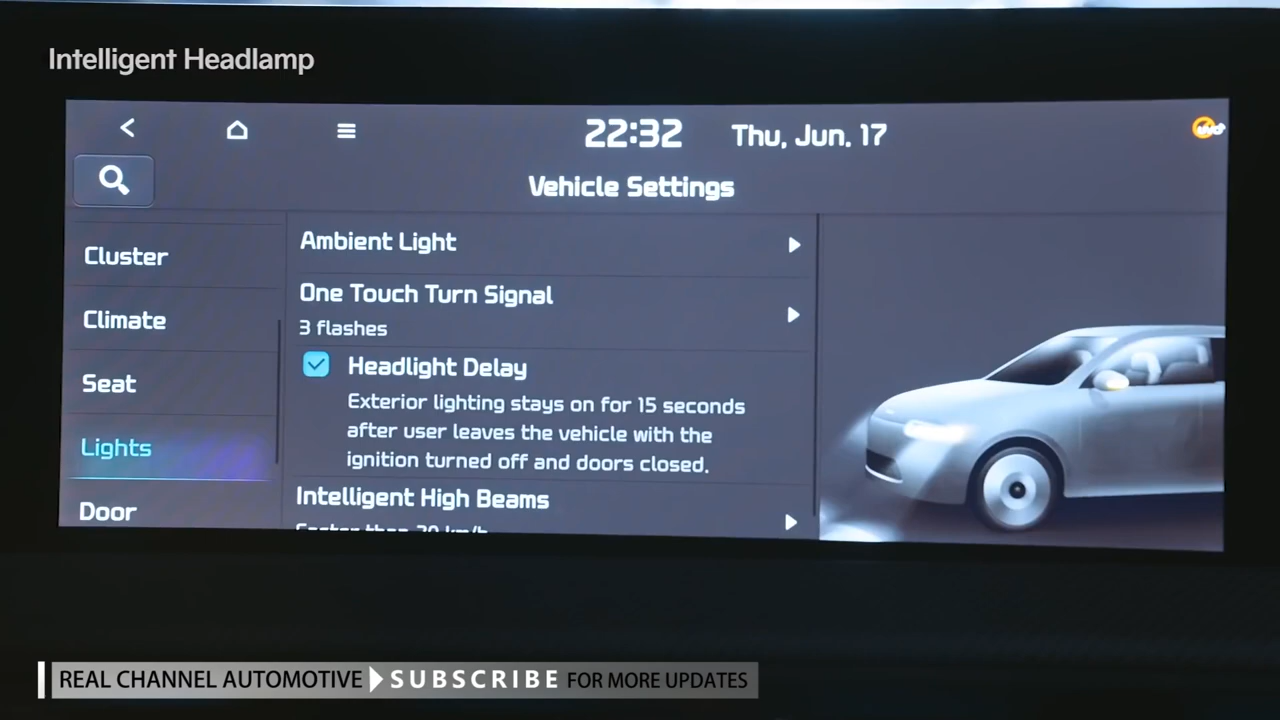 Intelligent Headlamp
22:32 Thu, Jun. 17
Vehicle Settings
Cluster
Climate
Seat
Lights
Door
Ambient Light
One Touch Turn Signal
3 flashes
Headlight Delay
Exterior lighting stays on for 15 seconds
after user leaves the vehicle with the
ignition turned off and doors closed.
Intelligent High Beams
REAL CHANNEL AUTOMOTIVE SUBSCRIBE FOR MORE UPDATES